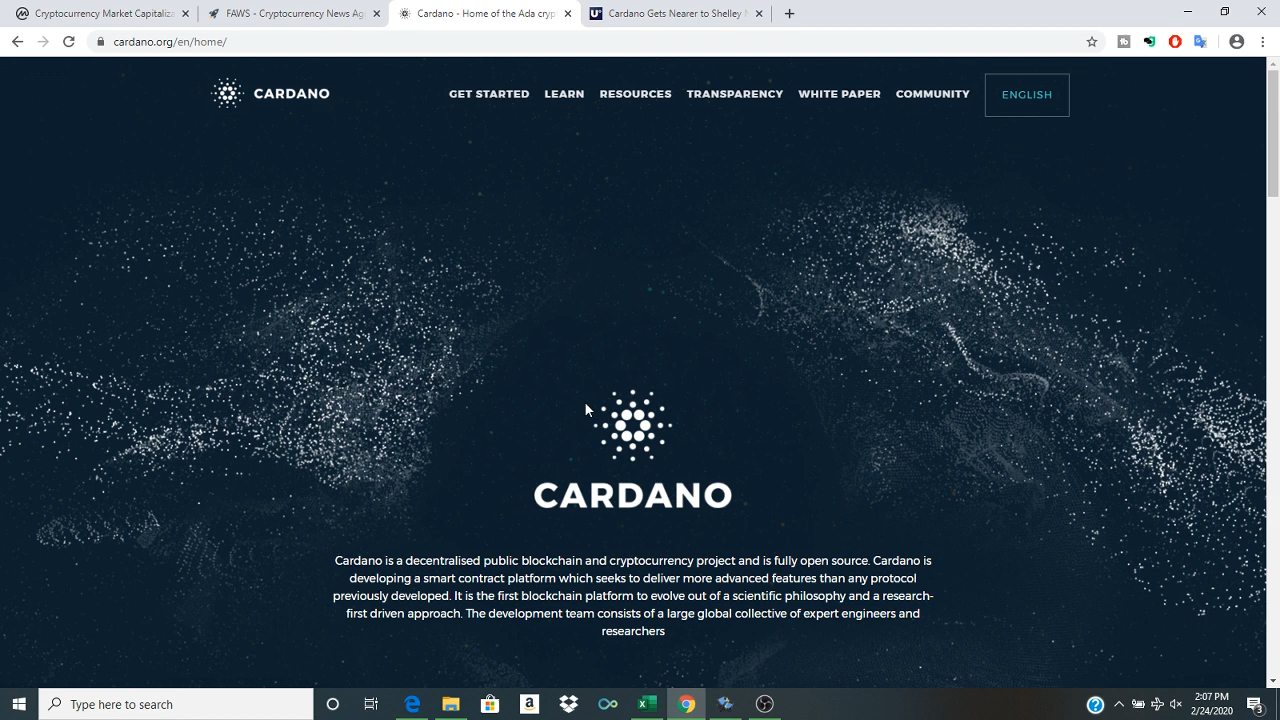 Cryptocurrency Market Capitaliza
FAWS - Cryptocurrency News Ag
Cardano - Home of the Ada cryp
Cardano Gets Nearer to Shelley M
cardano.org/en/home/
CARDANO
GET STARTED LEARN RESOURCES TRANSPARENCY WHITE PAPER COMMUNITY ENGLISH
CARDANO
Cardano is a decentralised public blockchain and cryptocurrency project and is fully open source. Cardano is
developing a smart contract platform which seeks to deliver more advanced features than any protocol
previously developed. It is the first blockchain platform to evolve out of a scientific philosophy and a research-
first driven approach. The development team consists of a large global collective of expert engineers and
researchers
Type here to search
2:07 PM
2/24/2020
3